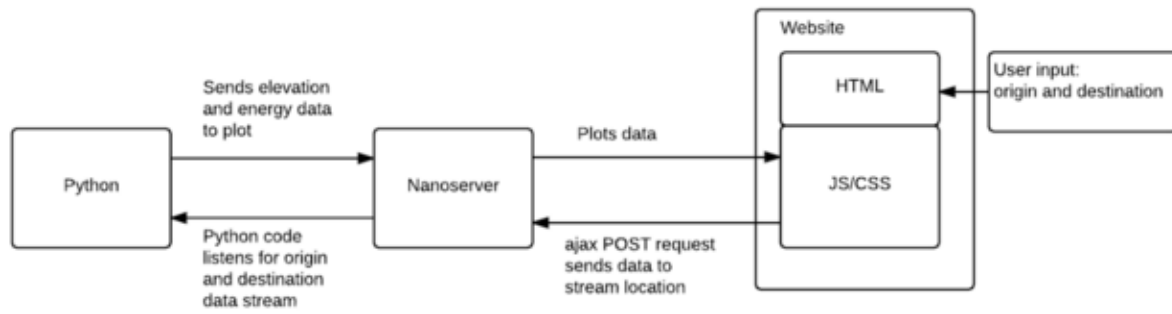 Website
HTML
User input:
origin and destination
Sends elevation
and energy data
to plot
Plots data
Python
Nanoserver
JS/CSS
Python code
listens for origin
and destination
data stream
ajax POST request
sends data to
stream location